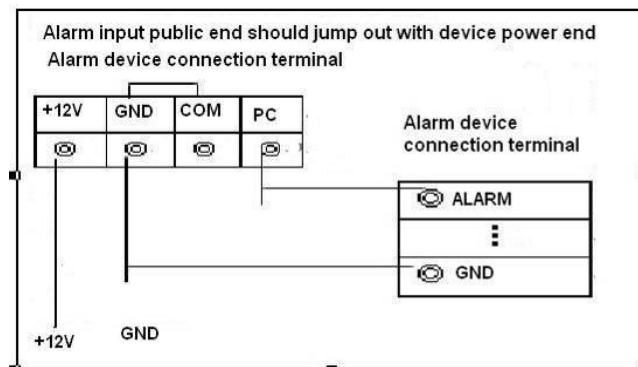 Alarm input public end should jump out with device power end
Alarm device connection terminal
+12V GND COM PC
Alarm device
connection terminal
ALARM
GND
+12V GND